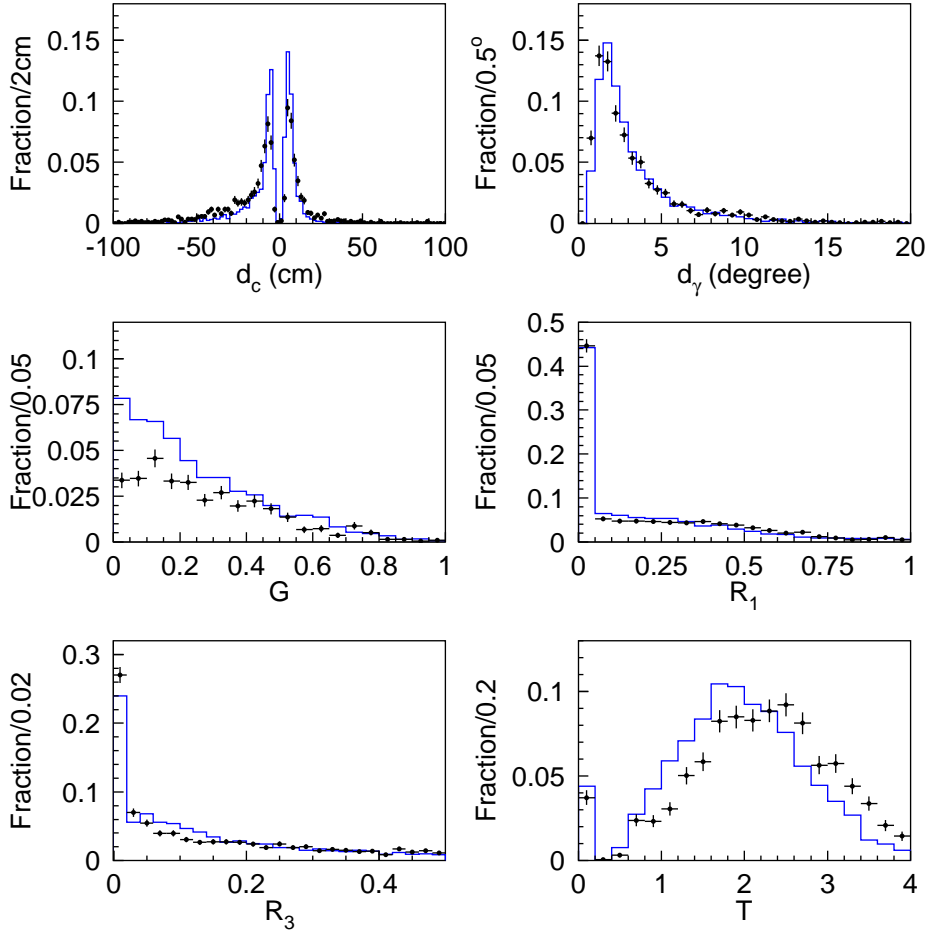 Fraction/2cm
0.15
0.1
0.05
0
-100 -50 0 50 100
d_c (cm)
Fraction/0.5°
0.15
0.1
0.05
0
0 5 10 15 20
d_γ (degree)
Fraction/0.05
0.1
0.075
0.05
0.025
0
0 0.2 0.4 0.6 0.8 1
G
Fraction/0.05
0.5
0.4
0.3
0.2
0.1
0
0 0.25 0.5 0.75 1
R_1
Fraction/0.02
0.3
0.2
0.1
0
0 0.2 0.4
R_3
Fraction/0.2
0.1
0.05
0
0 1 2 3 4
T